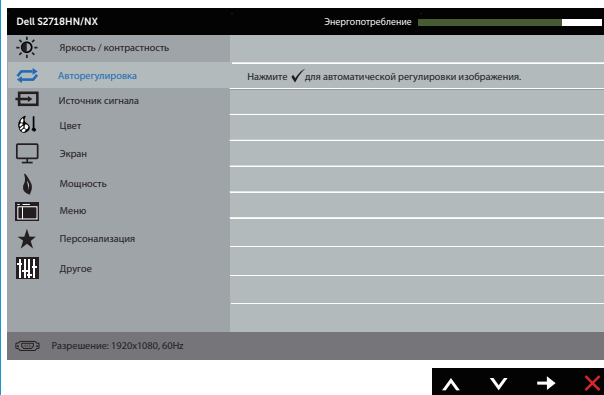 Dell S2718HN/NX
Энергопотребление
Яркость / контрастность
Авторегулировка
Нажмите ✓ для автоматической регулировки изображения.
Источник сигнала
Цвет
Экран
Мощность
Меню
Персонализация
Другое
Разрешение: 1920x1080, 60Hz